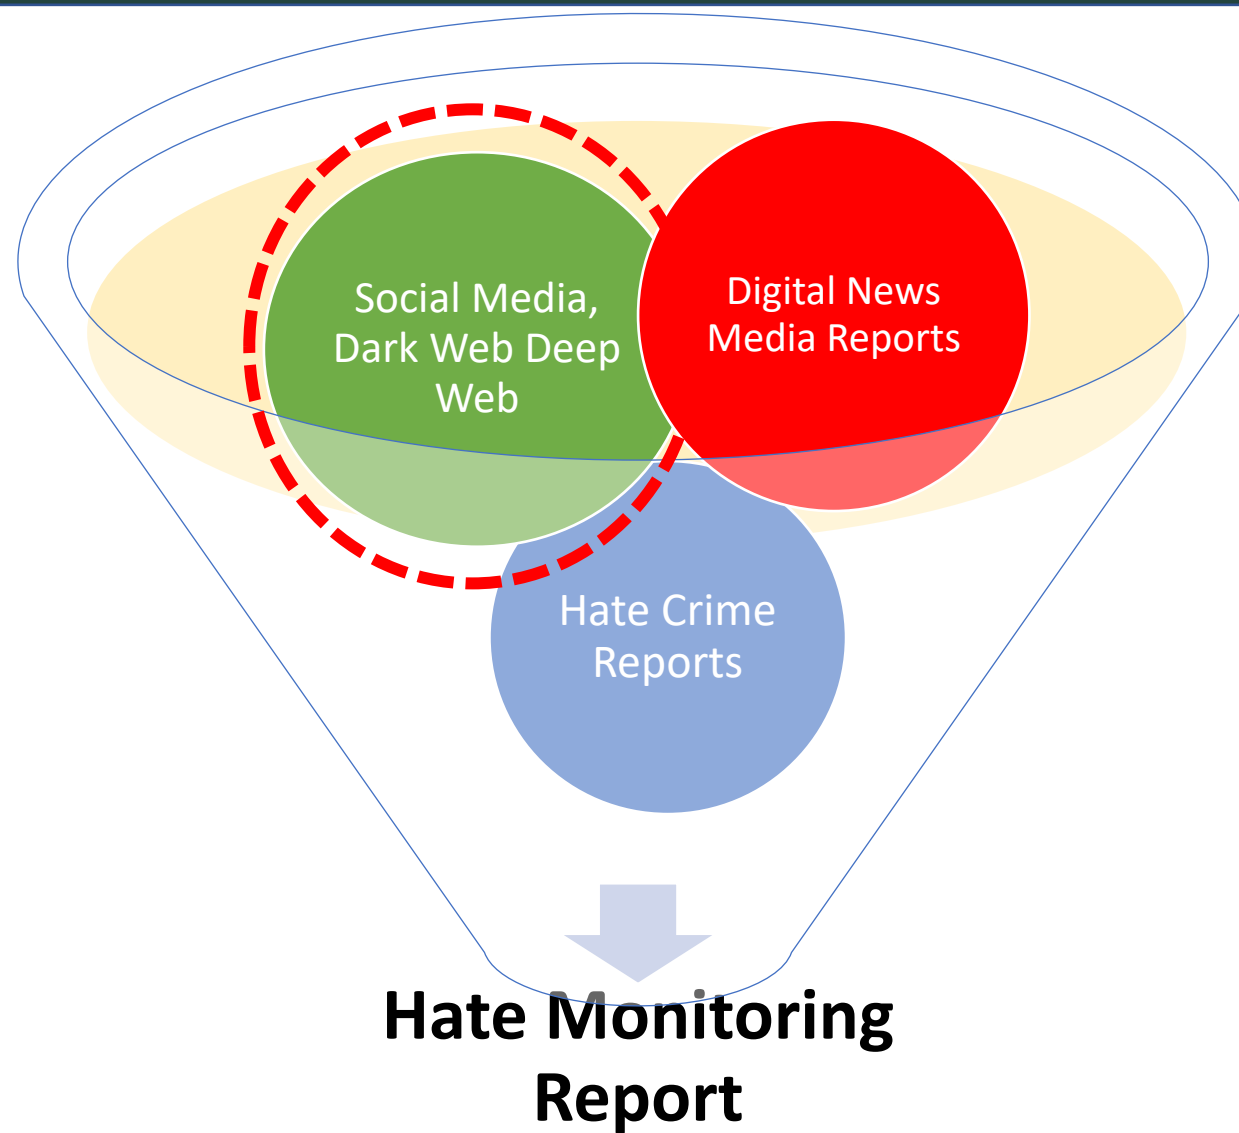 Social Media,
Dark Web Deep
Web
Digital News
Media Reports
Hate Crime
Reports
Hate Monitoring
Report